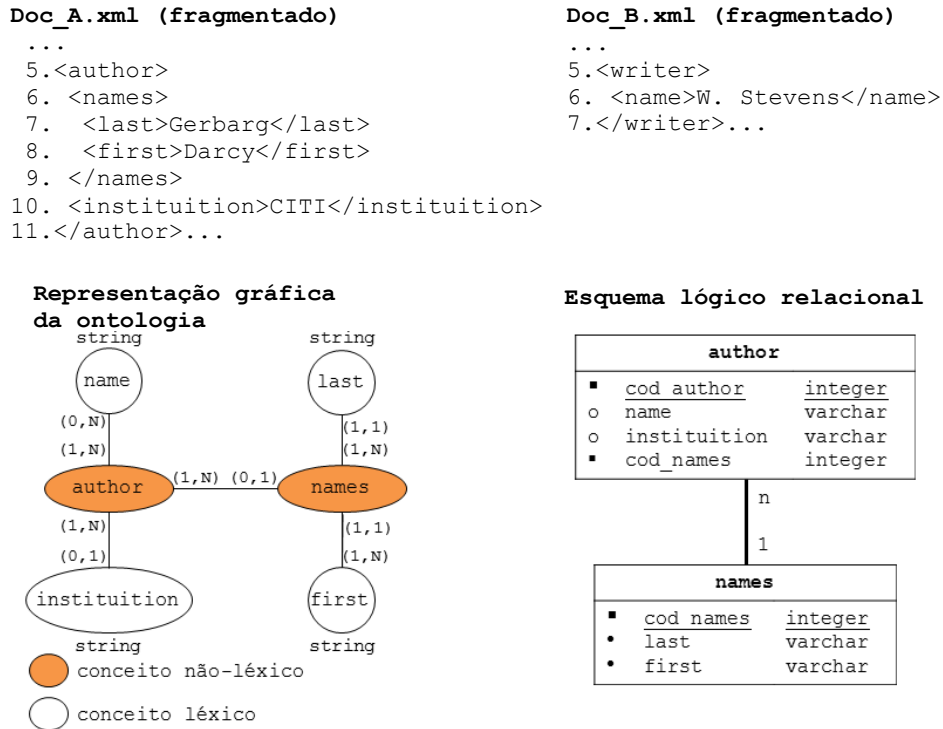 Doc_A.xml (fragmentado)
...
5.<author>
6. <names>
7.  <last>Gerbarg</last>
8.  <first>Darcy</first>
9. </names>
10. <instituition>CITI</instituition>
11.</author>...
Doc_B.xml (fragmentado)
...
5.<writer>
6. <name>W. Stevens</name>
7.</writer>...
Representação gráfica
da ontologia
string
string
name
last
(0,N)
(1,1)
(1,N)
(1,N)
author
(1,N) (0,1)
names
(1,N)
(1,1)
(0,1)
(1,N)
instituition
first
string
string
conceito não-léxico
conceito léxico
Esquema lógico relacional
author
cod_author integer
name varchar
instituition varchar
cod_names integer
n
1
names
cod_names integer
last varchar
first varchar